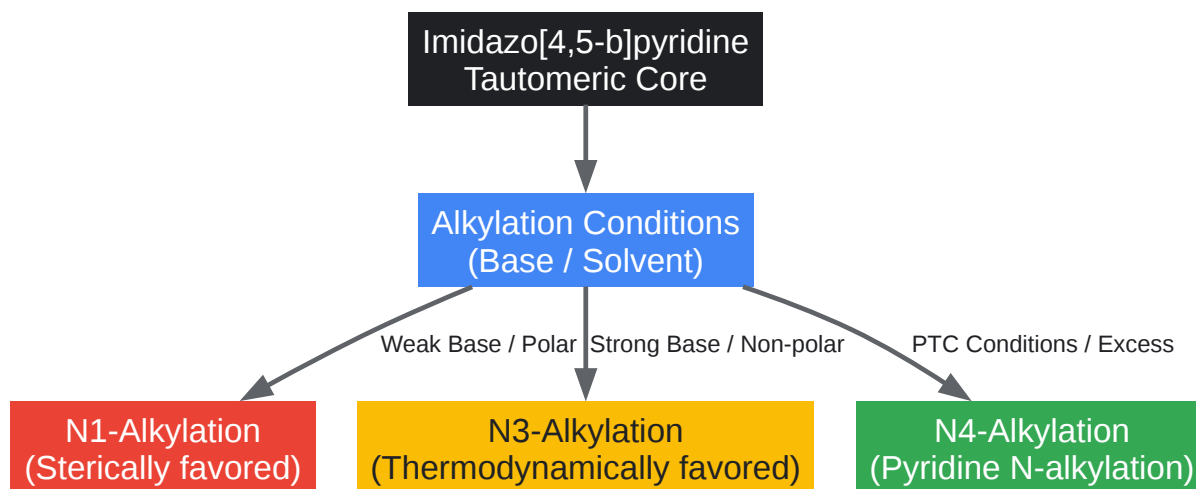 Imidazo[4,5-b]pyridine
Tautomeric Core
Alkylation Conditions
(Base / Solvent)
Weak Base / Polar
Strong Base / Non-polar
PTC Conditions / Excess
N1-Alkylation
(Sterically favored)
N3-Alkylation
(Thermodynamically favored)
N4-Alkylation
(Pyridine N-alkylation)